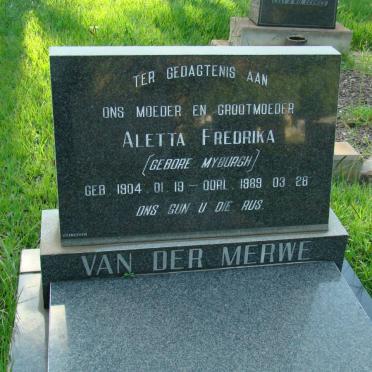 TER GEDAGTENIS AAN
ONS MOEDER EN GROOTMOEDER
ALETTA FREDRIKA
(GEBORE MYBURGH)
GEB. 1904 01 19 - OORL. 1989 03 28
ONS GUN U DIE RUS.
VAN DER MERWE